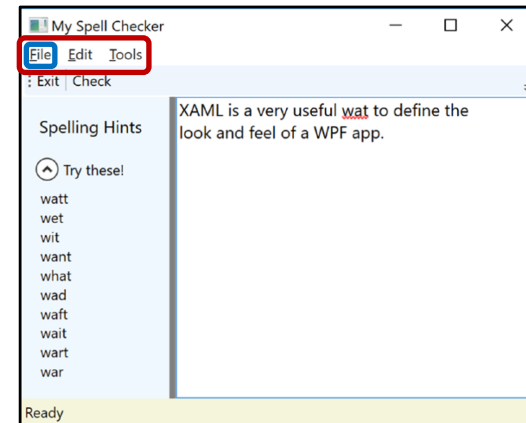 My Spell Checker
File Edit Tools
Exit Check
Spelling Hints
Try these!
watt
wet
wit
want
what
wad
waft
wait
wart
war
XAML is a very useful wat to define the
look and feel of a WPF app.
Ready